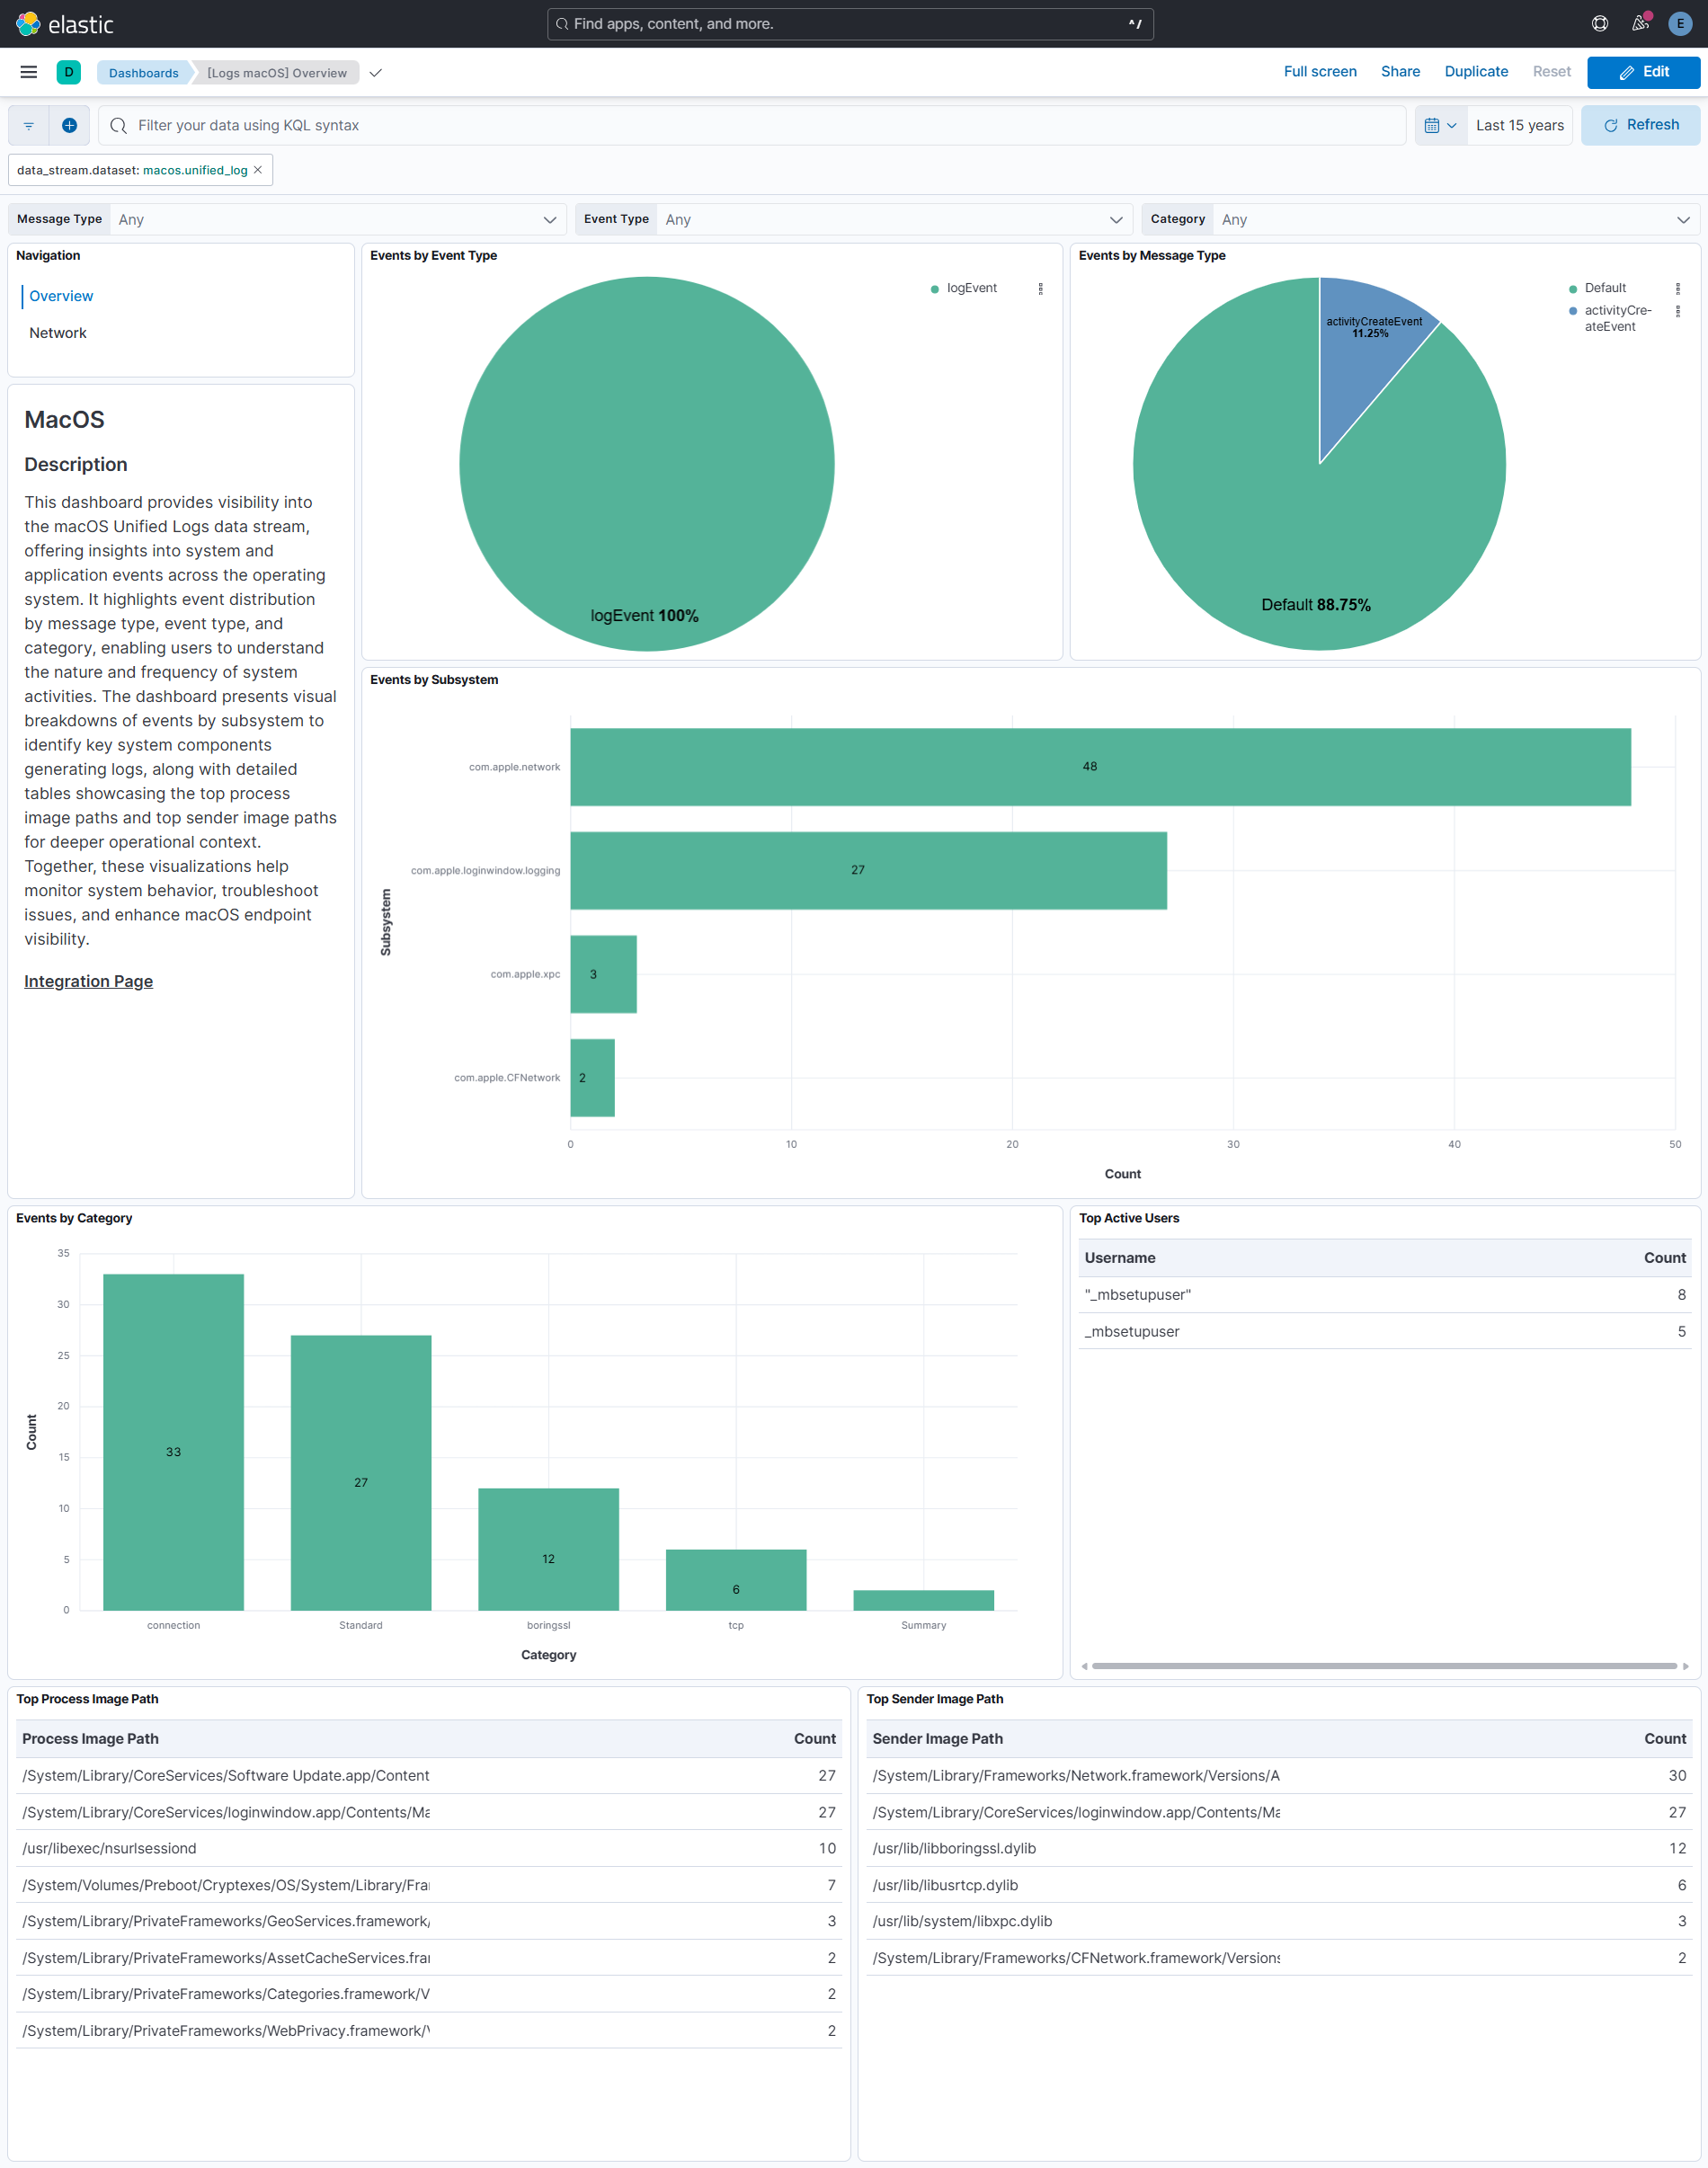 elastic
Find apps, content, and more.
^ /
E
D
Dashboards
[Logs macOS] Overview
Full screen
Share
Duplicate
Reset
Edit
Filter your data using KQL syntax
Last 15 years
Refresh
data_stream.dataset: macos.unified_log
Message Type Any
Event Type Any
Category Any
Navigation
Overview
Network
MacOS
Description
This dashboard provides visibility into
the macOS Unified Logs data stream,
offering insights into system and
application events across the operating
system. It highlights event distribution
by message type, event type, and
category, enabling users to understand
the nature and frequency of system
activities. The dashboard presents visual
breakdowns of events by subsystem to
identify key system components
generating logs, along with detailed
tables showcasing the top process
image paths and top sender image paths
for deeper operational context.
Together, these visualizations help
monitor system behavior, troubleshoot
issues, and enhance macOS endpoint
visibility.
Integration Page
Events by Event Type
logEvent
logEvent 100%
Events by Message Type
Default
activityCre-
ateEvent
activityCreateEvent
11.25%
Default 88.75%
Events by Subsystem
Subsystem
com.apple.network
48
com.apple.loginwindow.logging
27
com.apple.xpc
3
com.apple.CFNetwork
2
0 10 20 30 40 50
Count
Events by Category
Count
35
30
25
20
15
10
5
0
33
27
12
6
connection Standard boringssl tcp Summary
Category
Top Active Users
Username Count
"_mbsetupuser" 8
_mbsetupuser 5
Top Process Image Path
Process Image Path Count
/System/Library/CoreServices/Software Update.app/Content 27
/System/Library/CoreServices/loginwindow.app/Contents/Ma 27
/usr/libexec/nsurlsessiond 10
/System/Volumes/Preboot/Cryptexes/OS/System/Library/Fra 7
/System/Library/PrivateFrameworks/GeoServices.framework/ 3
/System/Library/PrivateFrameworks/AssetCacheServices.fra 2
/System/Library/PrivateFrameworks/Categories.framework/V 2
/System/Library/PrivateFrameworks/WebPrivacy.framework/ 2
Top Sender Image Path
Sender Image Path Count
/System/Library/Frameworks/Network.framework/Versions/A 30
/System/Library/CoreServices/loginwindow.app/Contents/Ma 27
/usr/lib/libboringssl.dylib 12
/usr/lib/libusrtcp.dylib 6
/usr/lib/system/libxpc.dylib 3
/System/Library/Frameworks/CFNetwork.framework/Versions 2